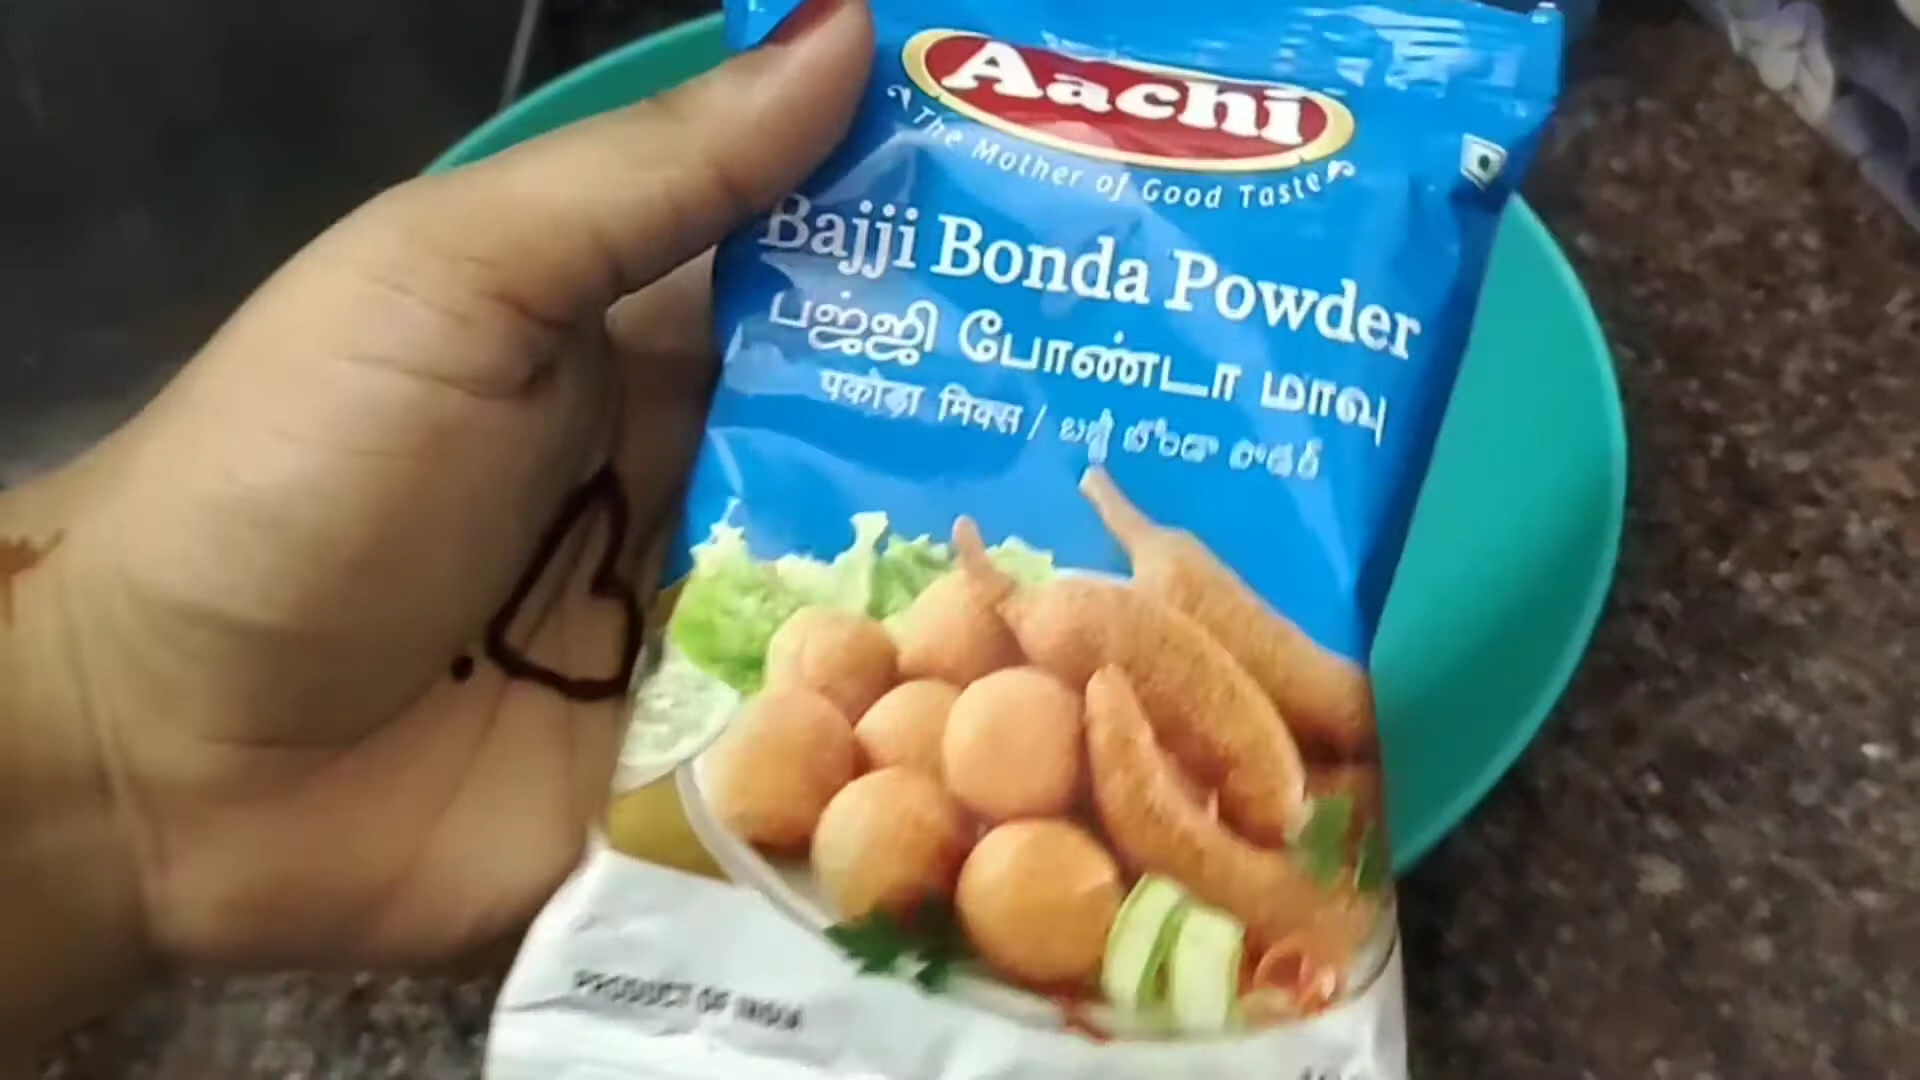 Aachi
The Mother of Good Taste
Bajji Bonda Powder
பஜ்ஜி போண்டா மாவு
पकोड़ा मिक्स /
PRODUCT OF INDIA